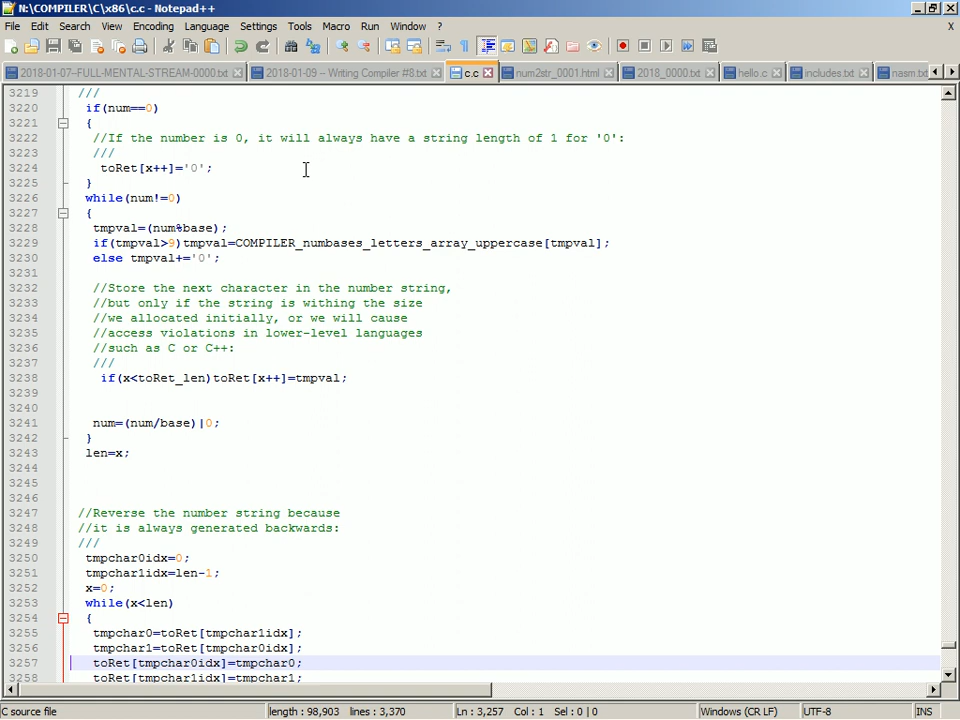 N:\COMPILER\C\x86\c.c - Notepad++
File Edit Search View Encoding Language Settings Tools Macro Run Window ? X
2018-01-07-FULL-MENTAL-STREAM-0000.txt 2018-01-09 -- Writing Compiler #8.txt c.c num2str_0001.html 2018_0000.txt hello.c includes.txt nasm.txt
3219 ///
3220 if(num==0)
3221 {
3222 //If the number is 0, it will always have a string length of 1 for '0':
3223 ///
3224 toRet[x++]='0';
3225 }
3226 while(num!=0)
3227 {
3228 tmpval=(num%base);
3229 if(tmpval>9)tmpval=COMPILER_numbases_letters_array_uppercase[tmpval];
3230 else tmpval+='0';
3231
3232 //Store the next character in the number string,
3233 //but only if the string is withing the size
3234 //we allocated initially, or we will cause
3235 //access violations in lower-level languages
3236 //such as C or C++:
3237 ///
3238 if(x<toRet_len)toRet[x++]=tmpval;
3239
3240
3241 num=(num/base)|0;
3242 }
3243 len=x;
3244
3245
3246
3247 //Reverse the number string because
3248 //it is always generated backwards:
3249 ///
3250 tmpchar0idx=0;
3251 tmpchar1idx=len-1;
3252 x=0;
3253 while(x<len)
3254 {
3255 tmpchar0=toRet[tmpchar1idx];
3256 tmpchar1=toRet[tmpchar0idx];
3257 toRet[tmpchar0idx]=tmpchar0;
3258 toRet[tmpchar1idx]=tmpchar1;
C source file length : 98,903 lines : 3,370 Ln : 3,257 Col : 1 Sel : 0 | 0 Windows (CR LF) UTF-8 INS